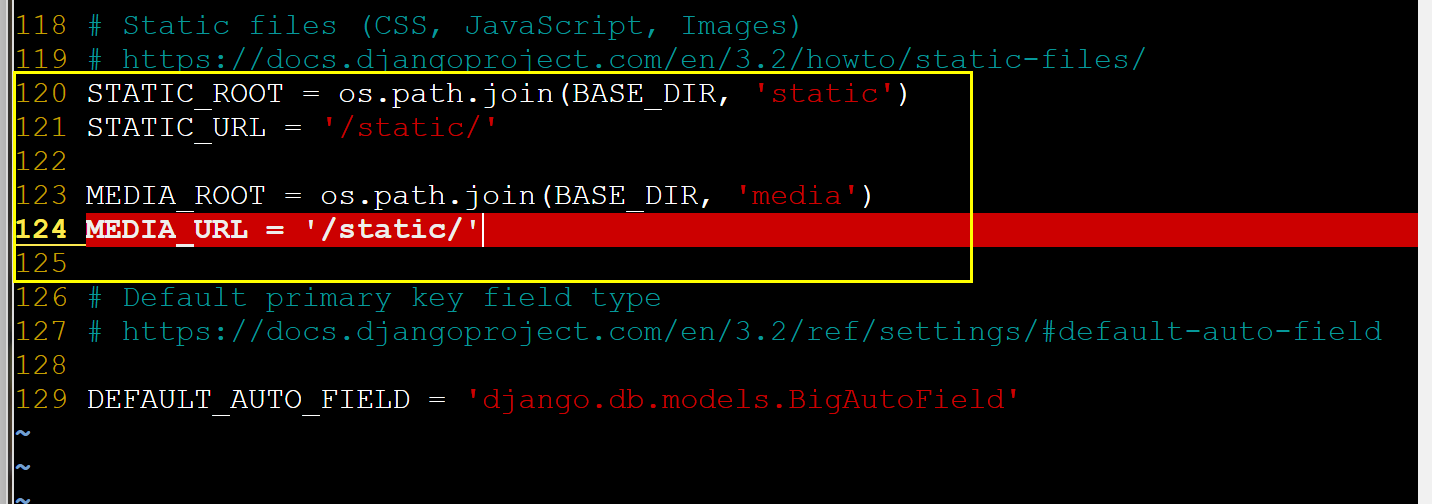 118 # Static files (CSS, JavaScript, Images)
119 # https://docs.djangoproject.com/en/3.2/howto/static-files/
120 STATIC_ROOT = os.path.join(BASE_DIR, 'static')
121 STATIC_URL = '/static/'
122
123 MEDIA_ROOT = os.path.join(BASE_DIR, 'media')
124 MEDIA_URL = '/static/'
125
126 # Default primary key field type
127 # https://docs.djangoproject.com/en/3.2/ref/settings/#default-auto-field
128
129 DEFAULT_AUTO_FIELD = 'django.db.models.BigAutoField'
~
~
~